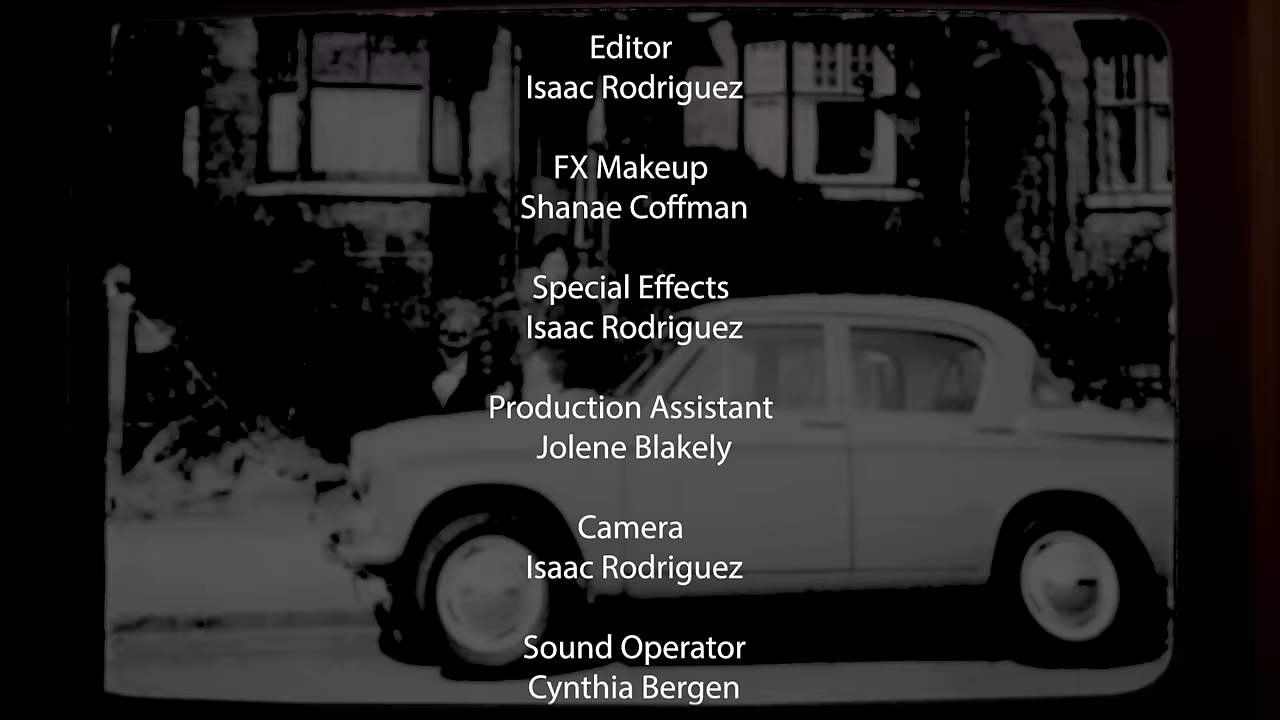 Editor
Isaac Rodriguez
FX Makeup
Shanae Coffman
Special Effects
Isaac Rodriguez
Production Assistant
Jolene Blakely
Camera
Isaac Rodriguez
Sound Operator
Cynthia Bergen